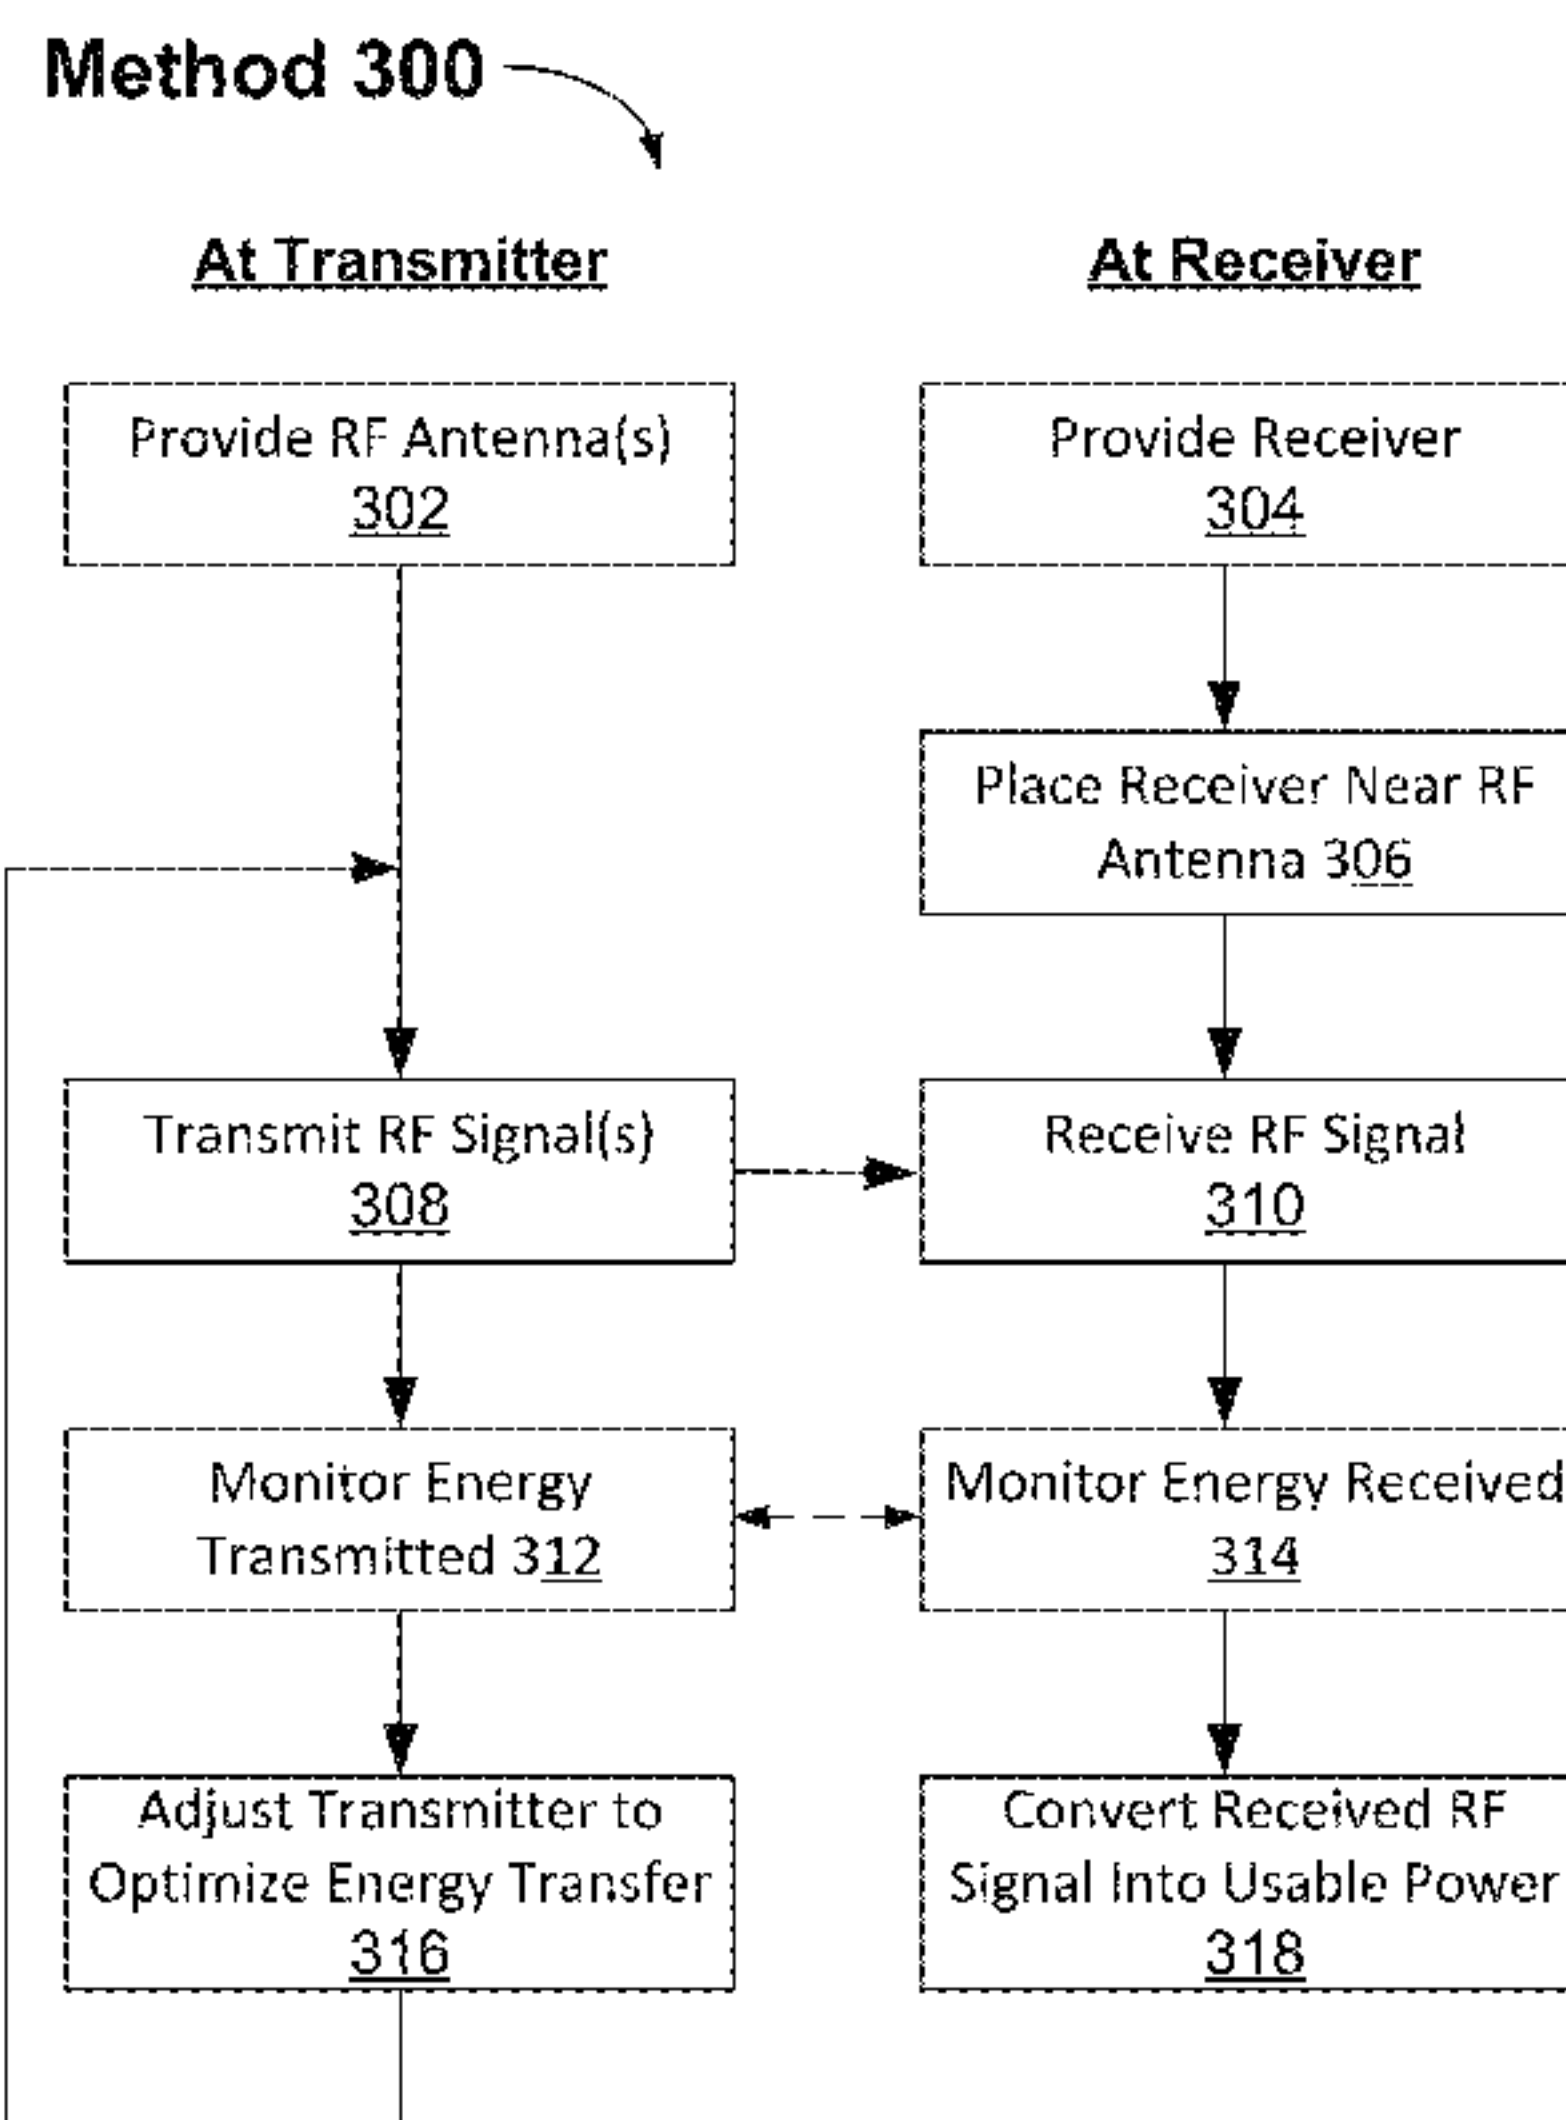 Method 300
At Transmitter
At Receiver
Provide RF Antenna(s)
302
Provide Receiver
304
Place Receiver Near RF
Antenna 306
Transmit RF Signal(s)
308
Receive RF Signal
310
Monitor Energy
Transmitted 312
Monitor Energy Received
314
Adjust Transmitter to
Optimize Energy Transfer
316
Convert Received RF
Signal Into Usable Power
318